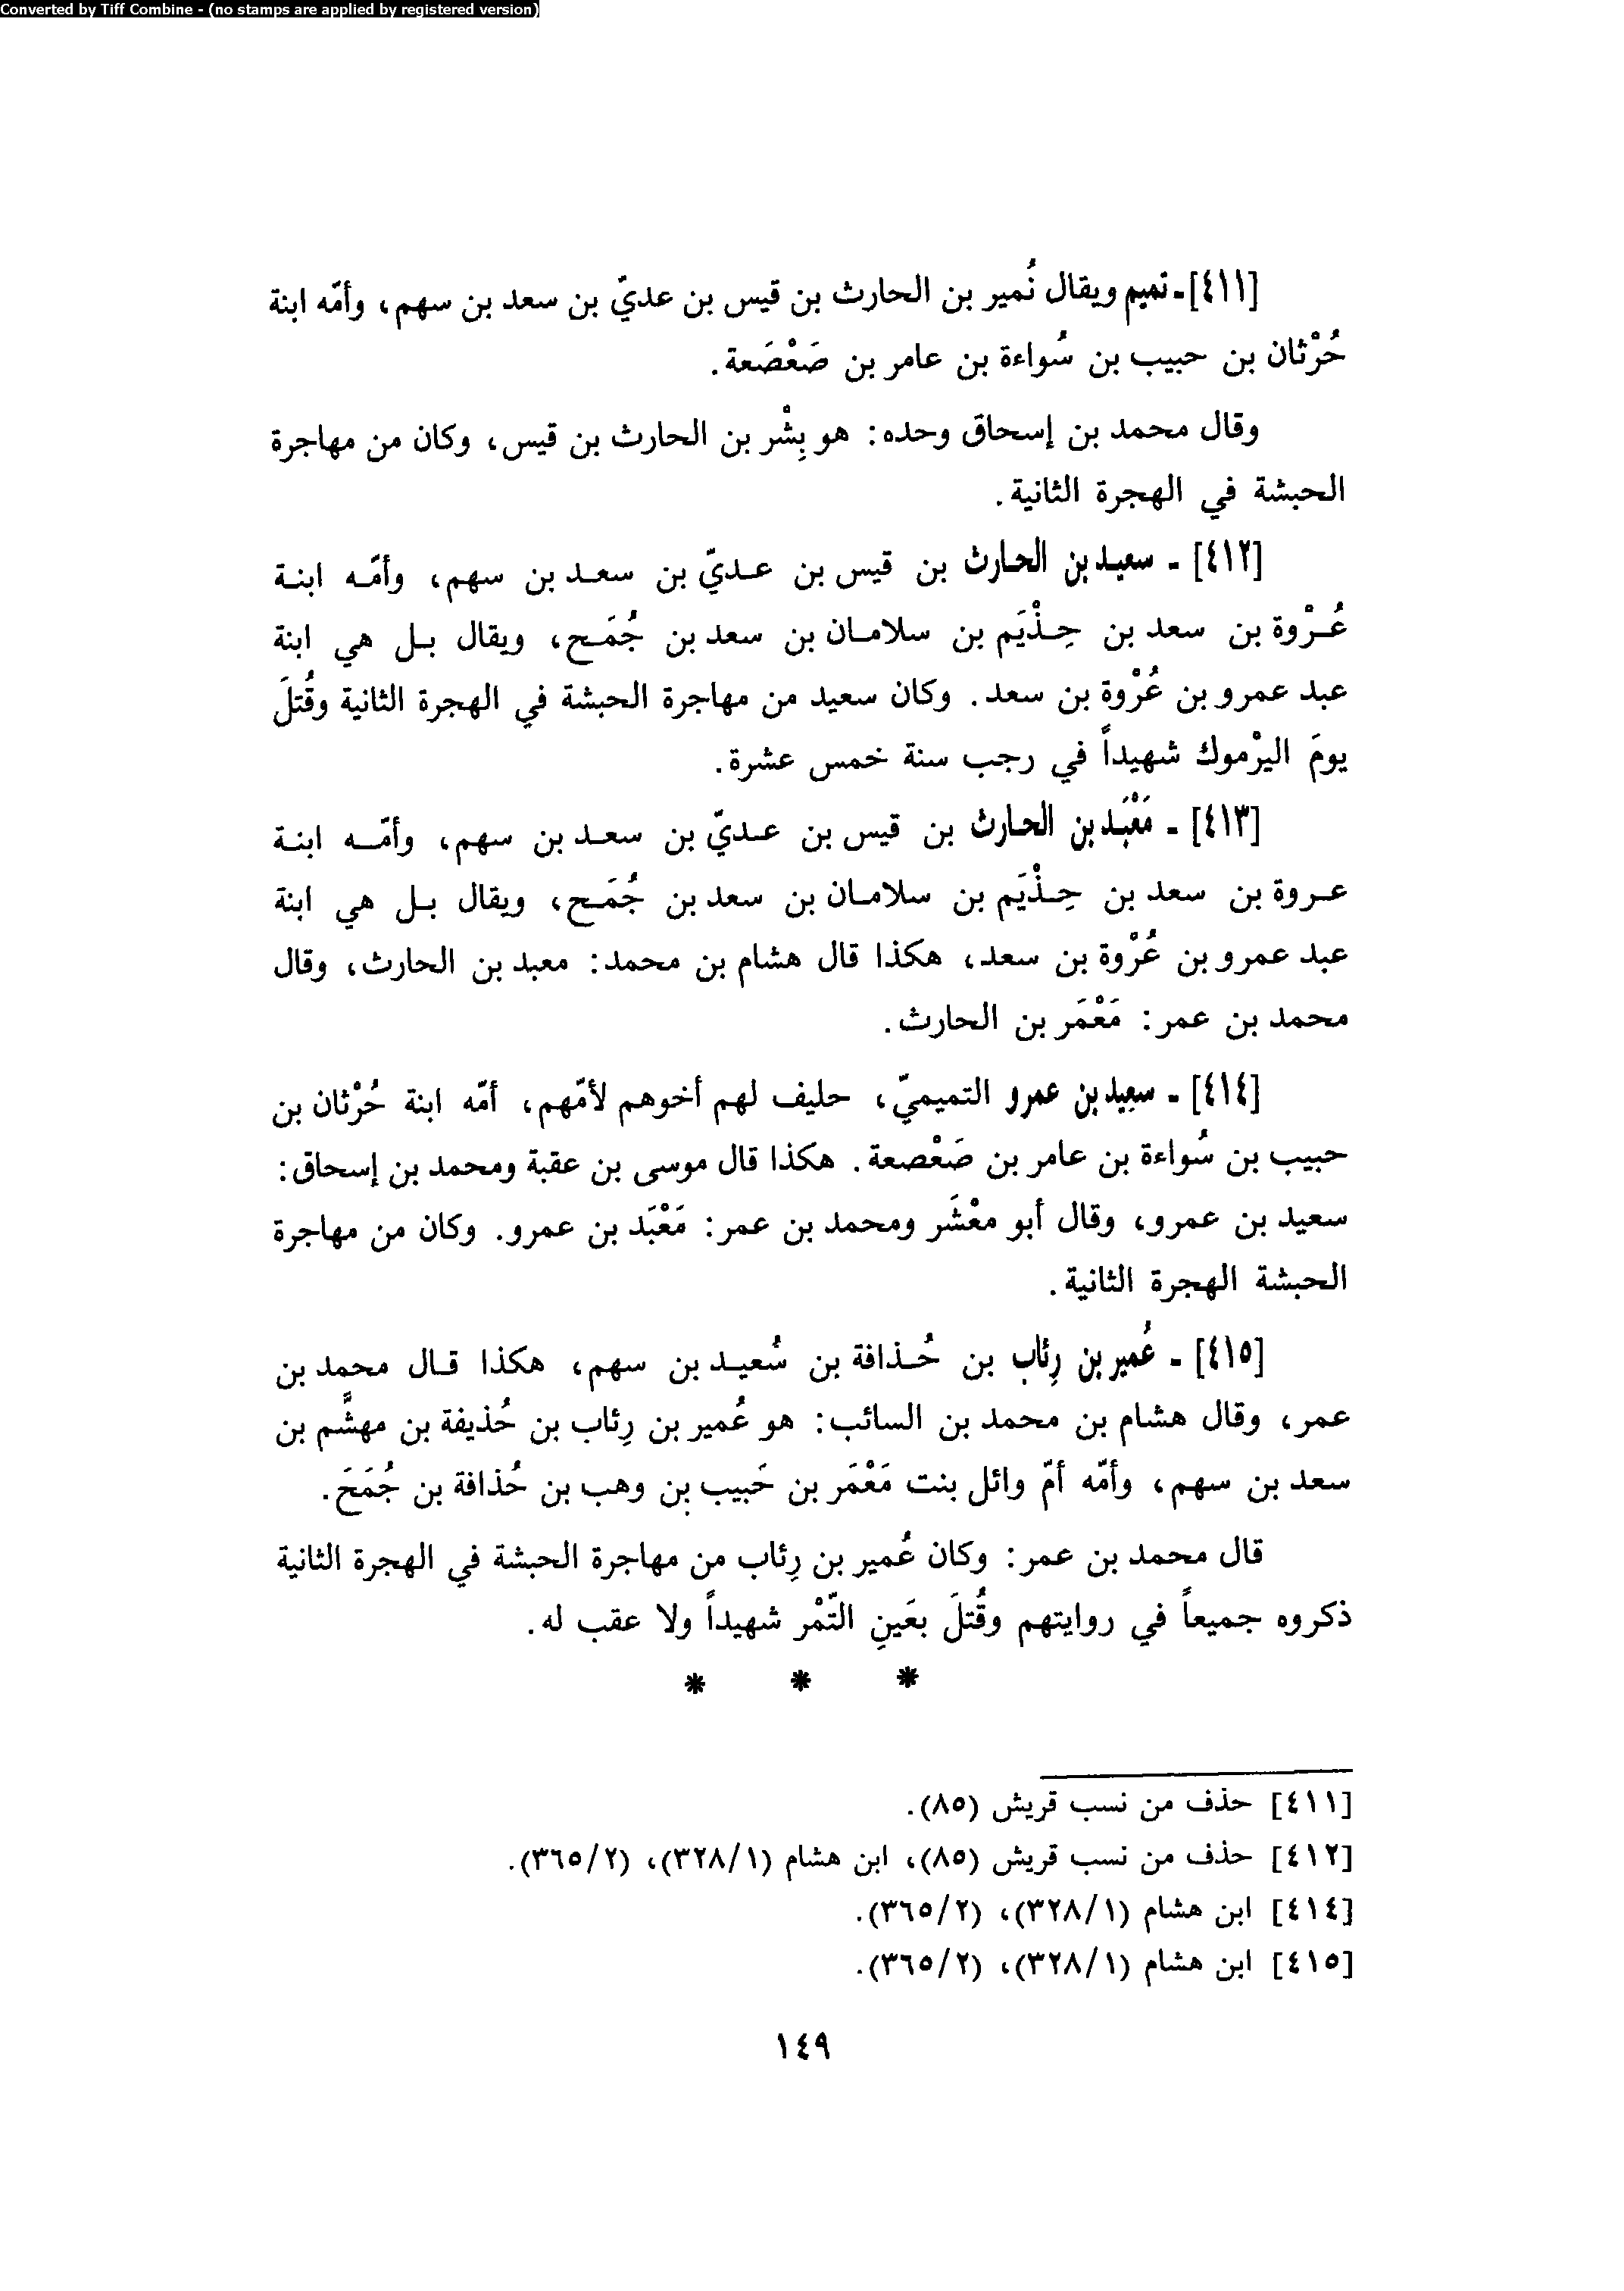 Converted by Tiff Combine - (no stamps are applied by registered version)
[٤١١]ـ تميم ويقال نُمير بن الحارث بن قيس بن عديّ بن سعد بن سهم، وأمّه ابنة
حُرْثان بن حبيب بن سُواءة بن عامر بن صَعْصَعة.
وقال محمد بن إسحاق وحده: هو بِشْر بن الحارث بن قيس، وكان من مهاجرة
الحبشة في الهجرة الثانية.
[٤١٢] ـ سعيد بن الحارث بن قيس بن عديّ بن سعد بن سهم، وأمّه ابنة
عُرْوة بن سعد بن حِذْيَم بن سلامان بن سعد بن جُمَح، ويقال بل هي ابنة
عبد عمرو بن عُرْوة بن سعد. وكان سعيد من مهاجرة الحبشة في الهجرة الثانية وقُتلَ
يومَ اليرْموك شهيداً في رجب سنة خمس عشرة.
[٤١٣] ـ مَعْبَد بن الحارث بن قيس بن عديّ بن سعد بن سهم، وأمّه ابنة
عروة بن سعد بن حِذْيَم بن سلامان بن سعد بن جُمَح، ويقال بل هي ابنة
عبد عمرو بن عُرْوة بن سعد، هكذا قال هشام بن محمد: معبد بن الحارث، وقال
محمد بن عمر: مَعْمَر بن الحارث.
[٤١٤] ـ سعيد بن عمرو التميميّ، حليف لهم أخوهم لأمّهم، أمّه ابنة حُرْثان بن
حبيب بن سُواءة بن عامر بن صَعْصعة. هكذا قال موسى بن عقبة ومحمد بن إسحاق:
سعيد بن عمرو، وقال أبو معْشَر ومحمد بن عمر: مَعْبَد بن عمرو. وكان من مهاجرة
الحبشة الهجرة الثانية.
[٤١٥] ـ عُمير بن رِئاب بن حُذافة بن سُعيد بن سهم، هكذا قال محمد بن
عمر، وقال هشام بن محمد بن السائب: هو عُمير بن رِئاب بن حُذيفة بن مهشَّم بن
سعد بن سهم، وأمّه أمّ وائل بنت مَعْمَر بن حَبيب بن وهب بن حُذافة بن جُمَحَ.
قال محمد بن عمر: وكان عُمير بن رِئاب من مهاجرة الحبشة في الهجرة الثانية
ذكروه جميعاً في روايتهم وقُتلَ بعَينِ التّمْر شهيداً ولا عقب له.
* * *
[٤١١] حذف من نسب قريش (٨٥).
[٤١٢] حذف من نسب قريش (٨٥)، ابن هشام (٣٢٨/١)، (٣٦٥/٢).
[٤١٤] ابن هشام (٣٢٨/١)، (٣٦٥/٢).
[٤١٥] ابن هشام (٣٢٨/١)، (٣٦٥/٢).
١٤٩